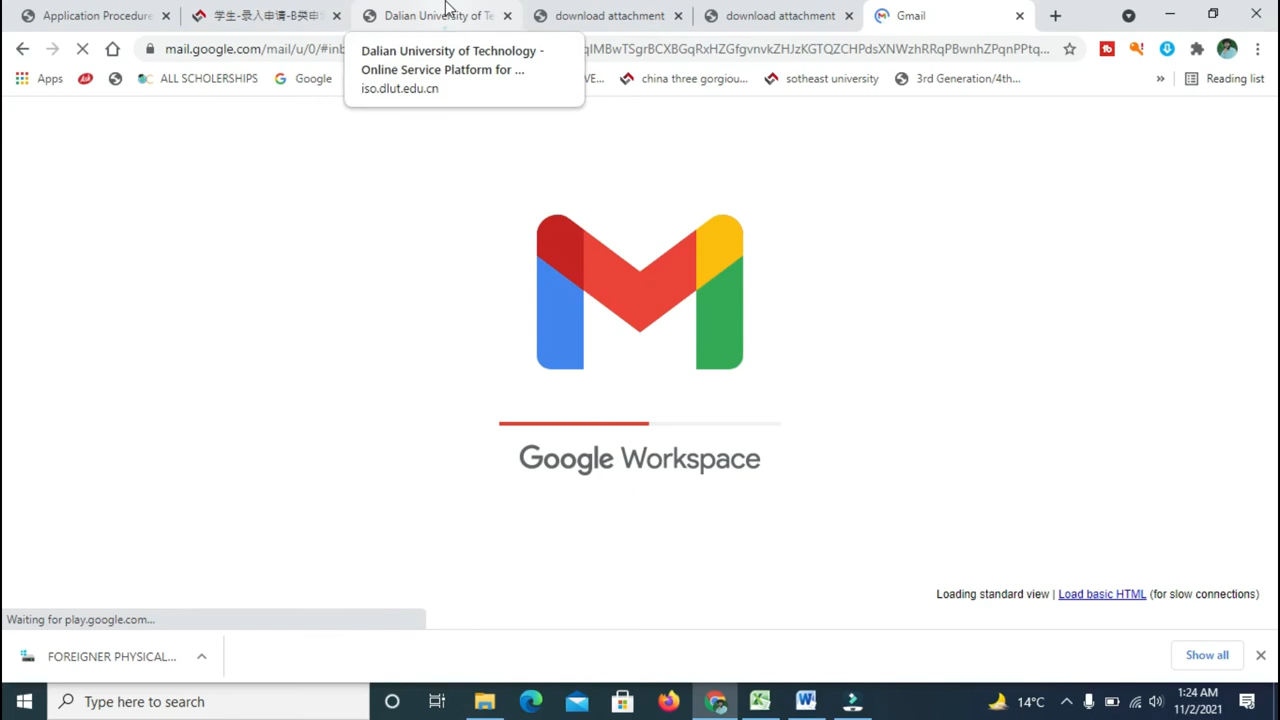 Application Procedure
学生-录入申请-B类申
Dalian University of Te
download attachment
download attachment
Gmail
mail.google.com/mail/u/0/#inb
qIMBwTSgrBCXBGqRxHZGfgvnvkZHJzKGTQZCHPdsXNWzhRRqPBwnhZPqnPPtq...
Dalian University of Technology -
Online Service Platform for ...
iso.dlut.edu.cn
Apps
ALL SCHOLERSHIPS
Google
VE...
china three gorgiou...
sotheast university
3rd Generation/4th...
»
Reading list
Google Workspace
Loading standard view | Load basic HTML (for slow connections)
Waiting for play.google.com...
FOREIGNER PHYSICAL...
Show all
Type here to search
14°C
1:24 AM
11/2/2021